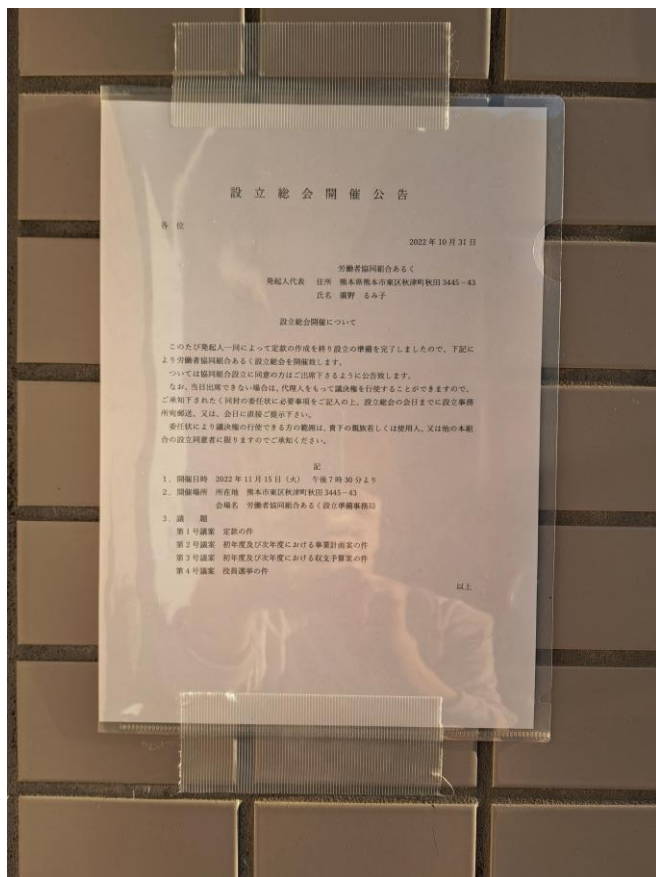 設立総会開催公告
各位
2022年10月31日
労働者協同組合あるく
発起人代表 住所 熊本県熊本市東区秋津町秋田3445-43
氏名 廣野 るみ子
設立総会開催について
このたび発起人一同によって定款の作成を終り設立の準備を完了しましたので、下記に
より労働者協同組合あるく設立総会を開催致します。
ついては協同組合設立に同意の方はご出席下さるように公告致します。
なお、当日出席できない場合は、代理人をもって議決権を行使することができますので、
ご承知下されたく同封の委任状に必要事項をご記入の上、設立総会の会日までに設立事務
所宛郵送、又は、会日に直接ご提示下さい。
委任状により議決権の行使できる方の範囲は、貴下の親族若しくは使用人、又は他の本組
合の設立同意者に限りますのでご承知ください。
記
1.開催日時 2022年11月15日(火) 午後7時30分より
2.開催場所 所在地 熊本市東区秋津町秋田3445-43
会場名 労働者協同組合あるく設立準備事務局
3.議題
第1号議案 定款の件
第2号議案 初年度及び次年度における事業計画案の件
第3号議案 初年度及び次年度における収支予算案の件
第4号議案 役員選挙の件
以上